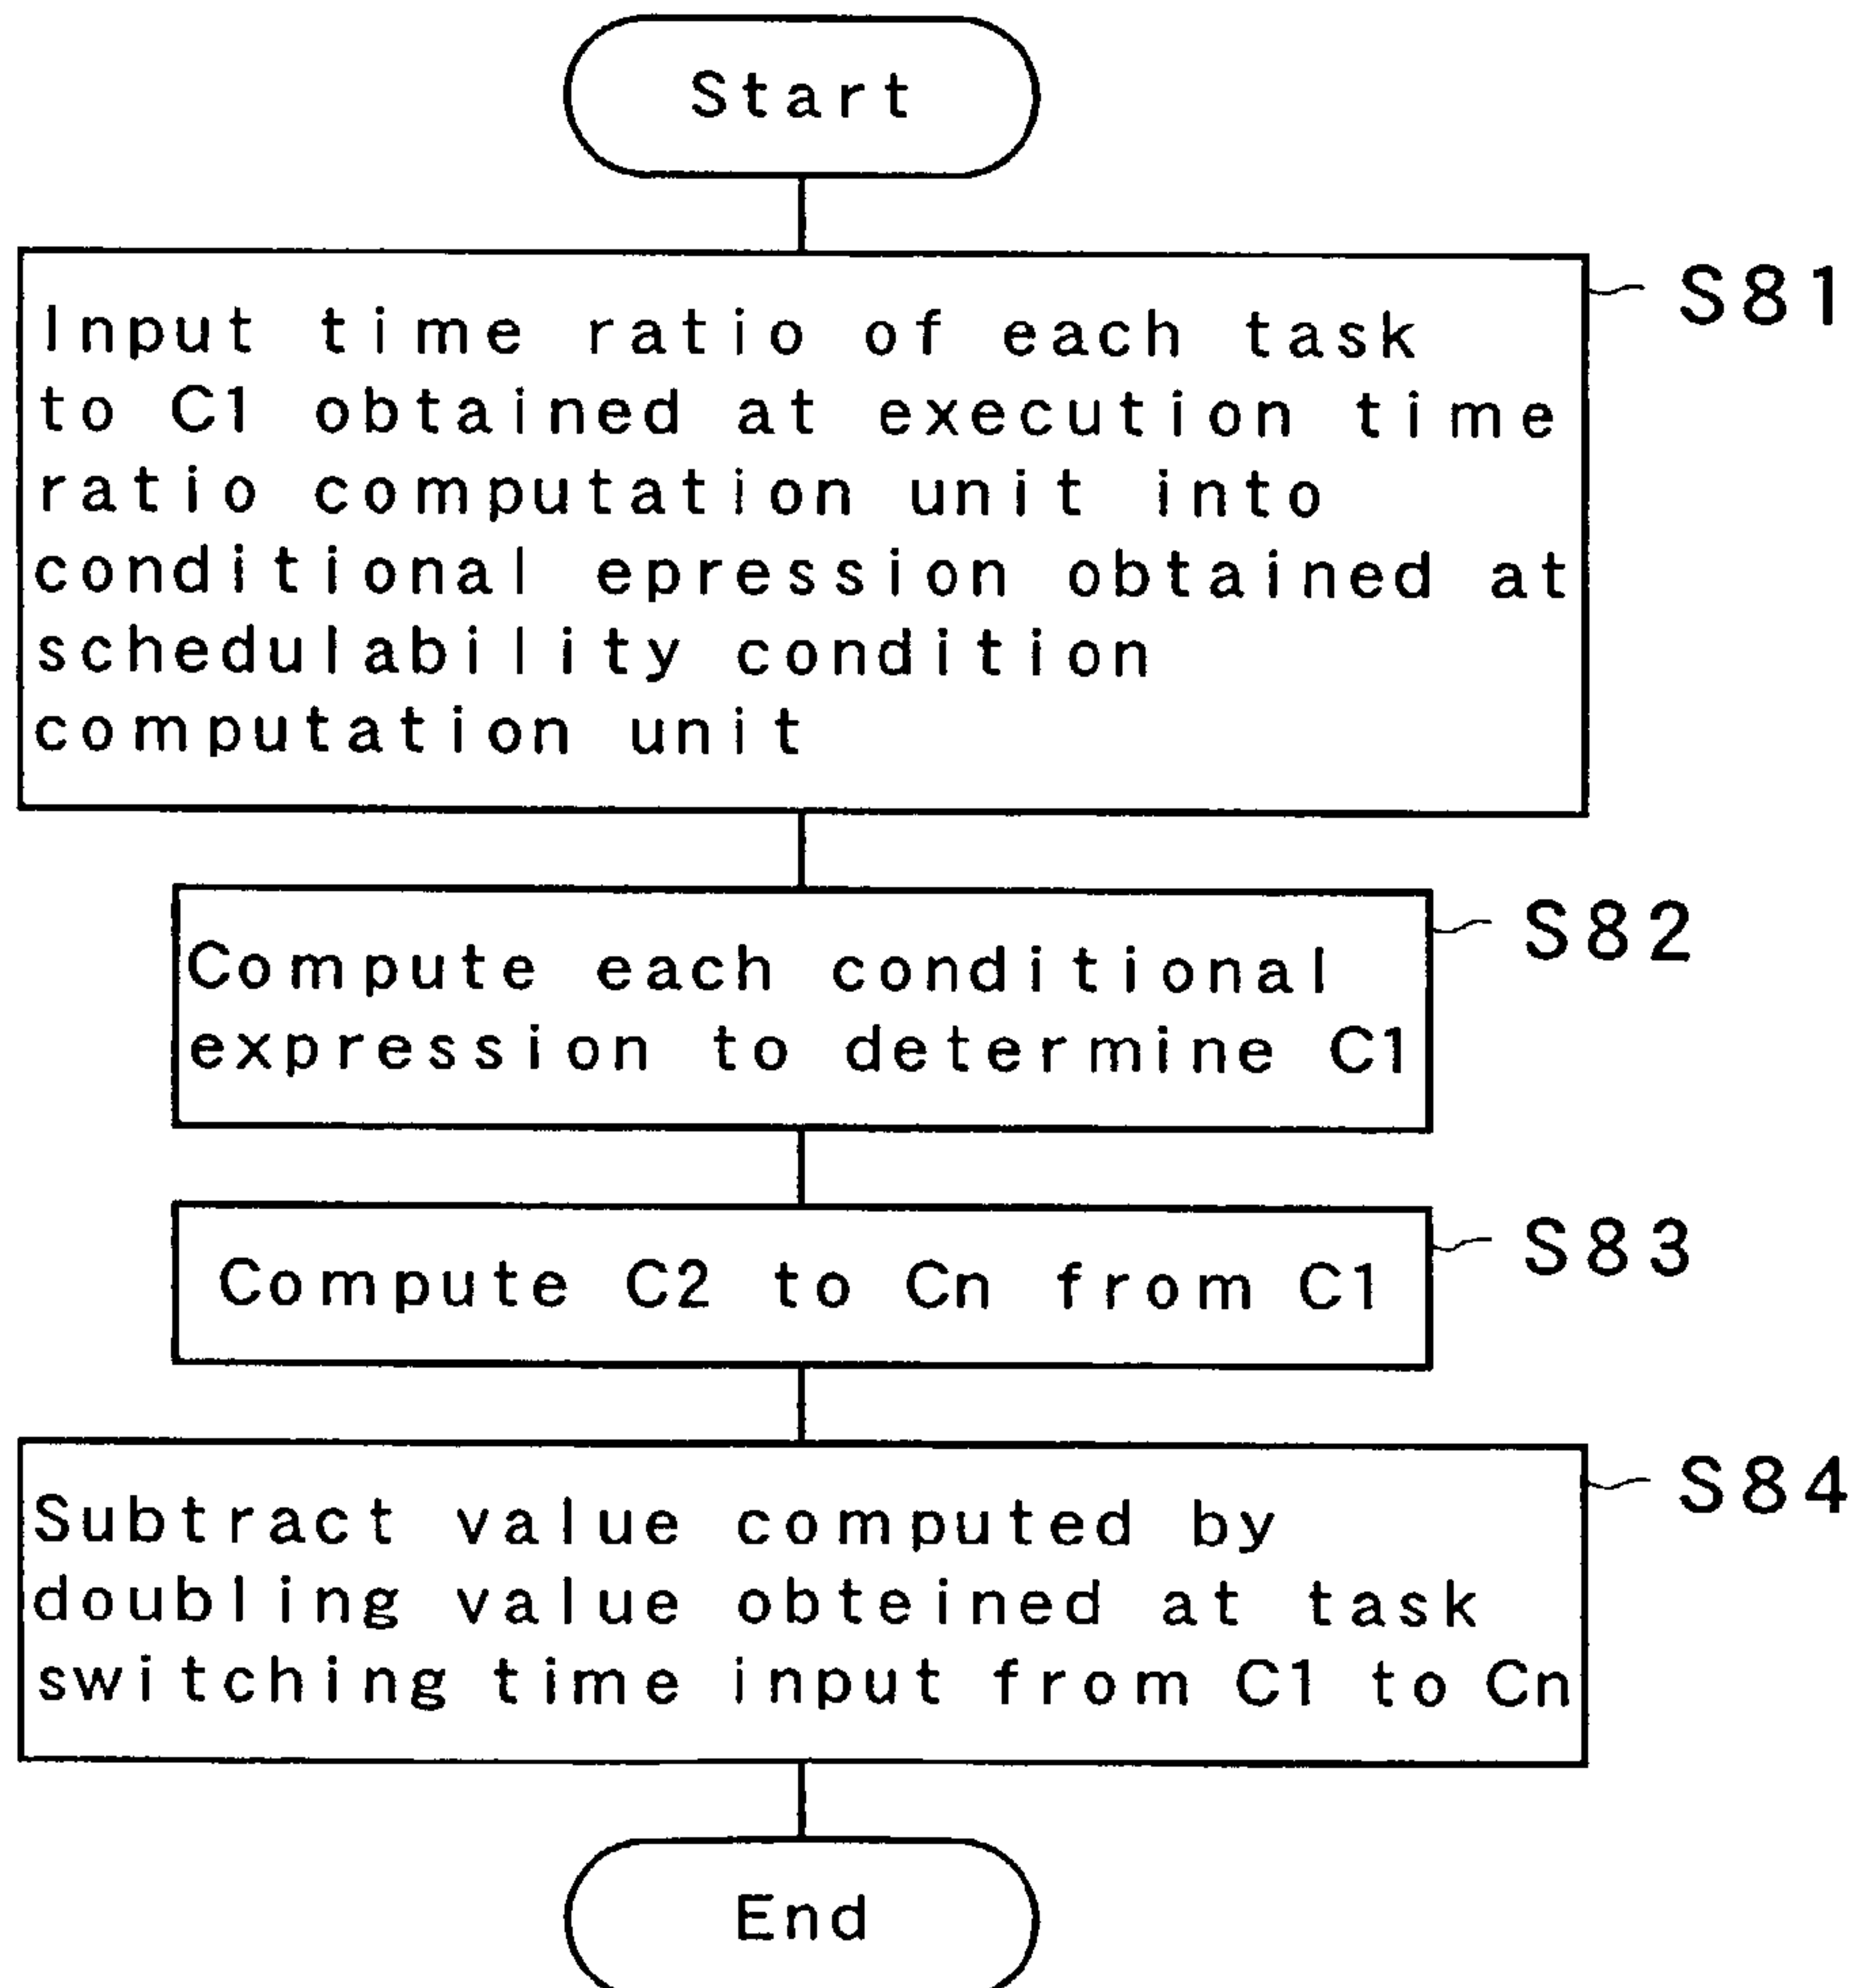 Start
S81
Input time ratio of each task
to C1 obtained at execution time
ratio computation unit into
conditional epression obtained at
schedulability condition
computation unit
S82
Compute each conditional
expression to determine C1
S83
Compute C2 to Cn from C1
S84
Subtract value computed by
doubling value obteined at task
switching time input from C1 to Cn
End